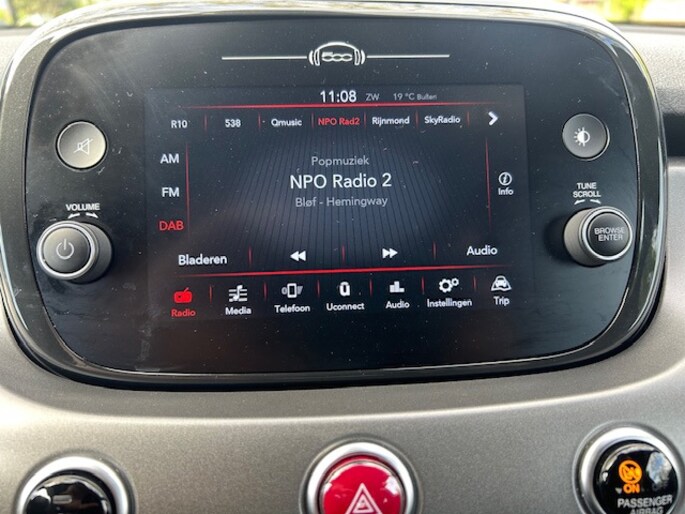 500
11:08 ZW 19 °C Buiten
R10 538 Qmusic NPO Rad2 Rijnmond SkyRadio
AM
FM
DAB
Popmuziek
NPO Radio 2
Bløf - Hemingway
Info
Bladeren Audio
Radio Media Telefoon Uconnect Audio Instellingen Trip
VOLUME
TUNE
SCROLL
BROWSE
ENTER
ON
PASSENGER
AIRBAG